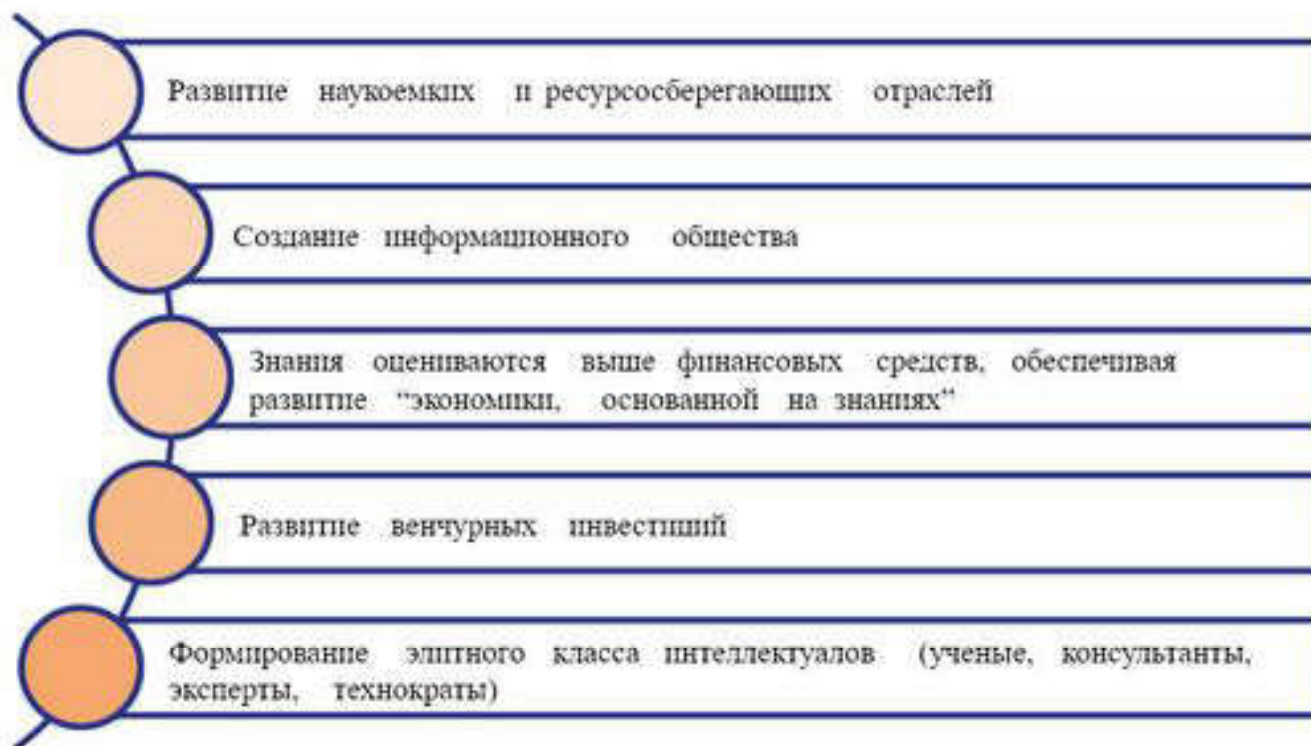 Развитие наукоемких и ресурсосберегающих отраслей
Создание информационного общества
Знания оцениваются выше финансовых средств, обеспечивая
развитие “экономики, основанной на знаниях”
Развитие венчурных инвестиций
Формирование элитного класса интеллектуалов (ученые, консультанты,
эксперты, технократы)